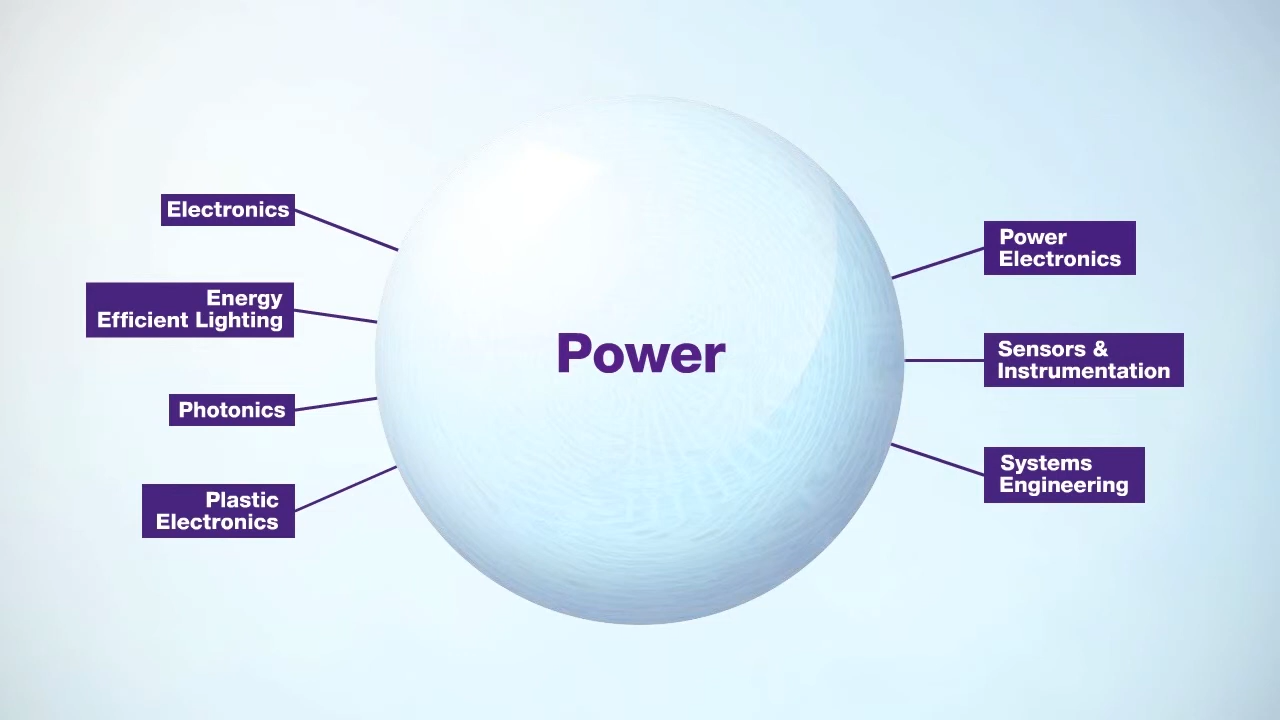 Electronics
Energy
Efficient Lighting
Photonics
Plastic
Electronics
Power
Power
Electronics
Sensors &
Instrumentation
Systems
Engineering